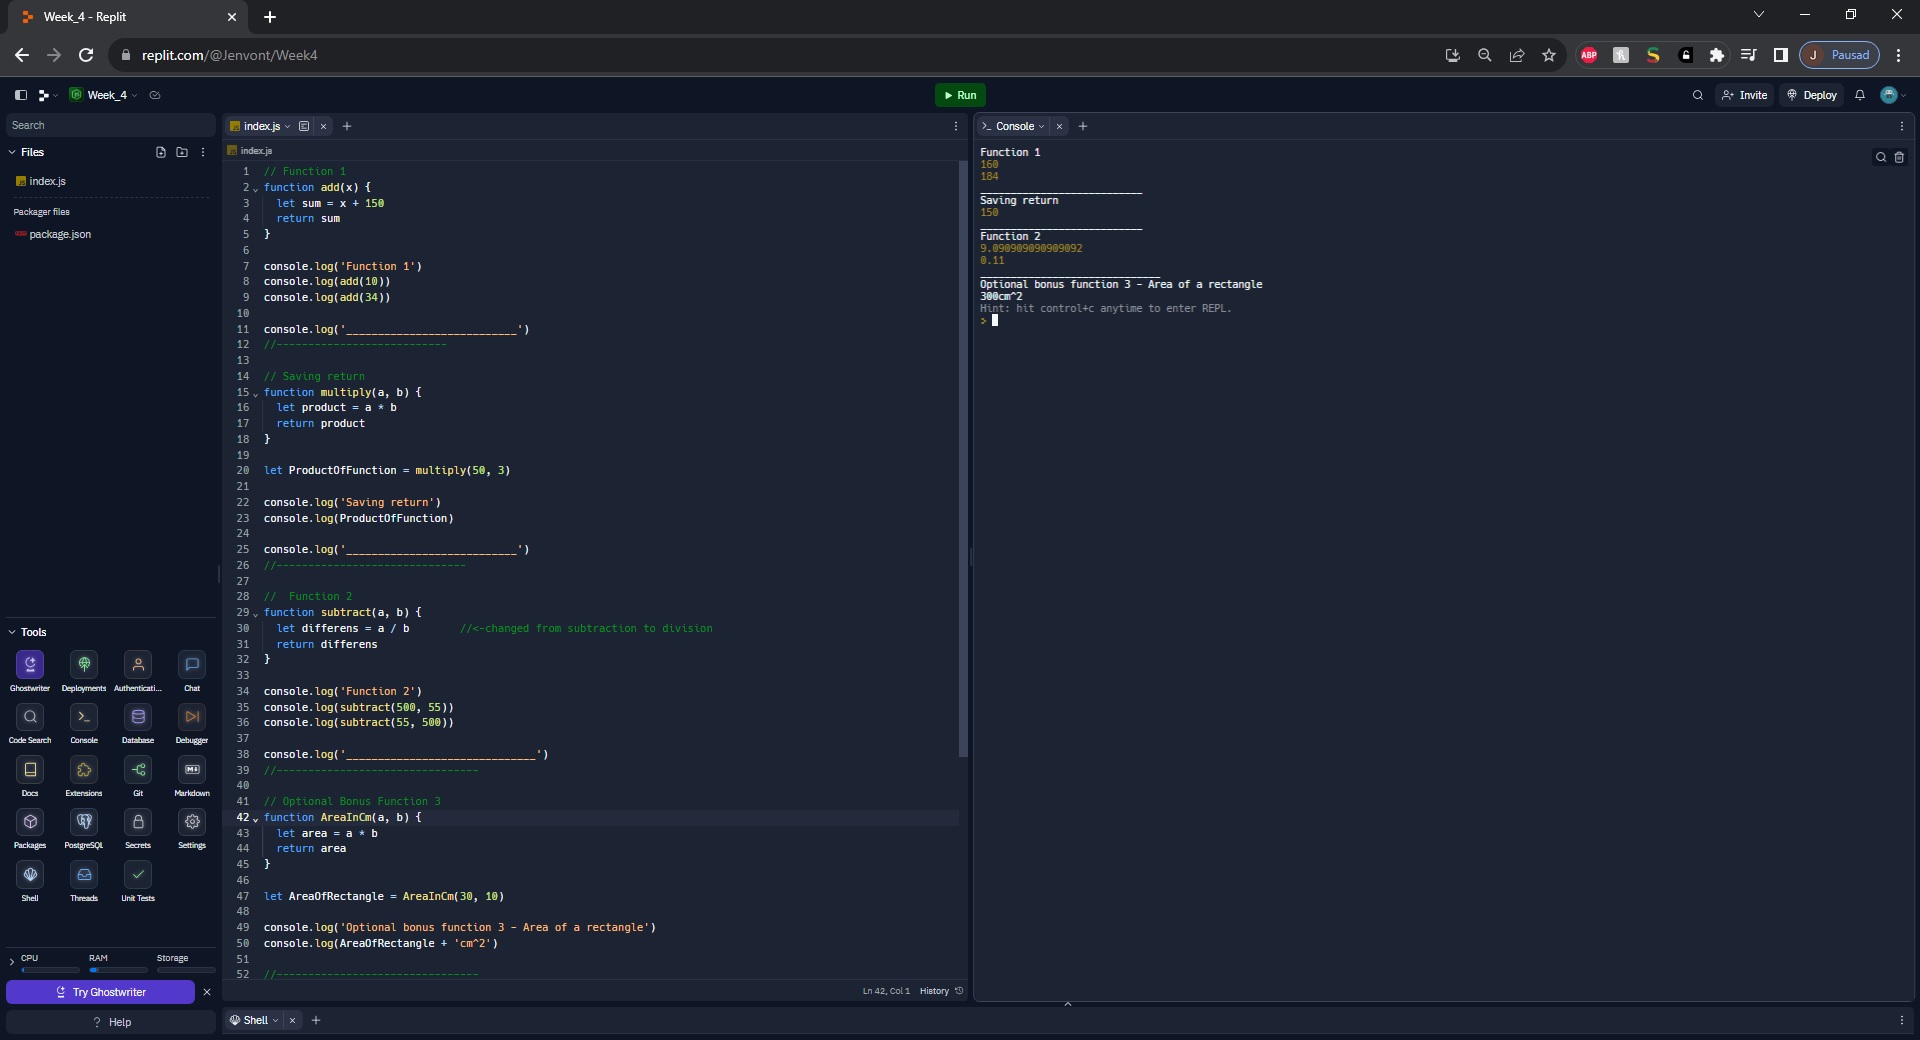 Week_4 - Replit
replit.com/@Jenvont/Week4
ABP
J Pausad
Week_4
Run
Invite
Deploy
Search
Files
index.js
Packager files
package.json
Tools
Ghostwriter
Deployments
Authenticati...
Chat
Code Search
Console
Database
Debugger
Docs
Extensions
Git
Markdown
Packages
PostgreSQL
Secrets
Settings
Shell
Threads
Unit Tests
CPU
RAM
Storage
Try Ghostwriter
? Help
index.js
index.js
1 // Function 1
2 function add(x) {
3 let sum = x + 150
4 return sum
5 }
6
7 console.log('Function 1')
8 console.log(add(10))
9 console.log(add(34))
10
11 console.log('___________________________')
12 //---------------------------
13
14 // Saving return
15 function multiply(a, b) {
16 let product = a * b
17 return product
18 }
19
20 let ProductOfFunction = multiply(50, 3)
21
22 console.log('Saving return')
23 console.log(ProductOfFunction)
24
25 console.log('___________________________')
26 //------------------------------
27
28 // Function 2
29 function subtract(a, b) {
30 let differens = a / b //<-changed from subtraction to division
31 return differens
32 }
33
34 console.log('Function 2')
35 console.log(subtract(500, 55))
36 console.log(subtract(55, 500))
37
38 console.log('______________________________')
39 //--------------------------------
40
41 // Optional Bonus Function 3
42 function AreaInCm(a, b) {
43 let area = a * b
44 return area
45 }
46
47 let AreaOfRectangle = AreaInCm(30, 10)
48
49 console.log('Optional bonus function 3 - Area of a rectangle')
50 console.log(AreaOfRectangle + 'cm^2')
51
52 //--------------------------------
Ln 42, Col 1 History
Shell
Console
Function 1
160
184
___________________________
Saving return
150
___________________________
Function 2
9.090909090909092
0.11
______________________________
Optional bonus function 3 - Area of a rectangle
300cm^2
Hint: hit control+c anytime to enter REPL.
>